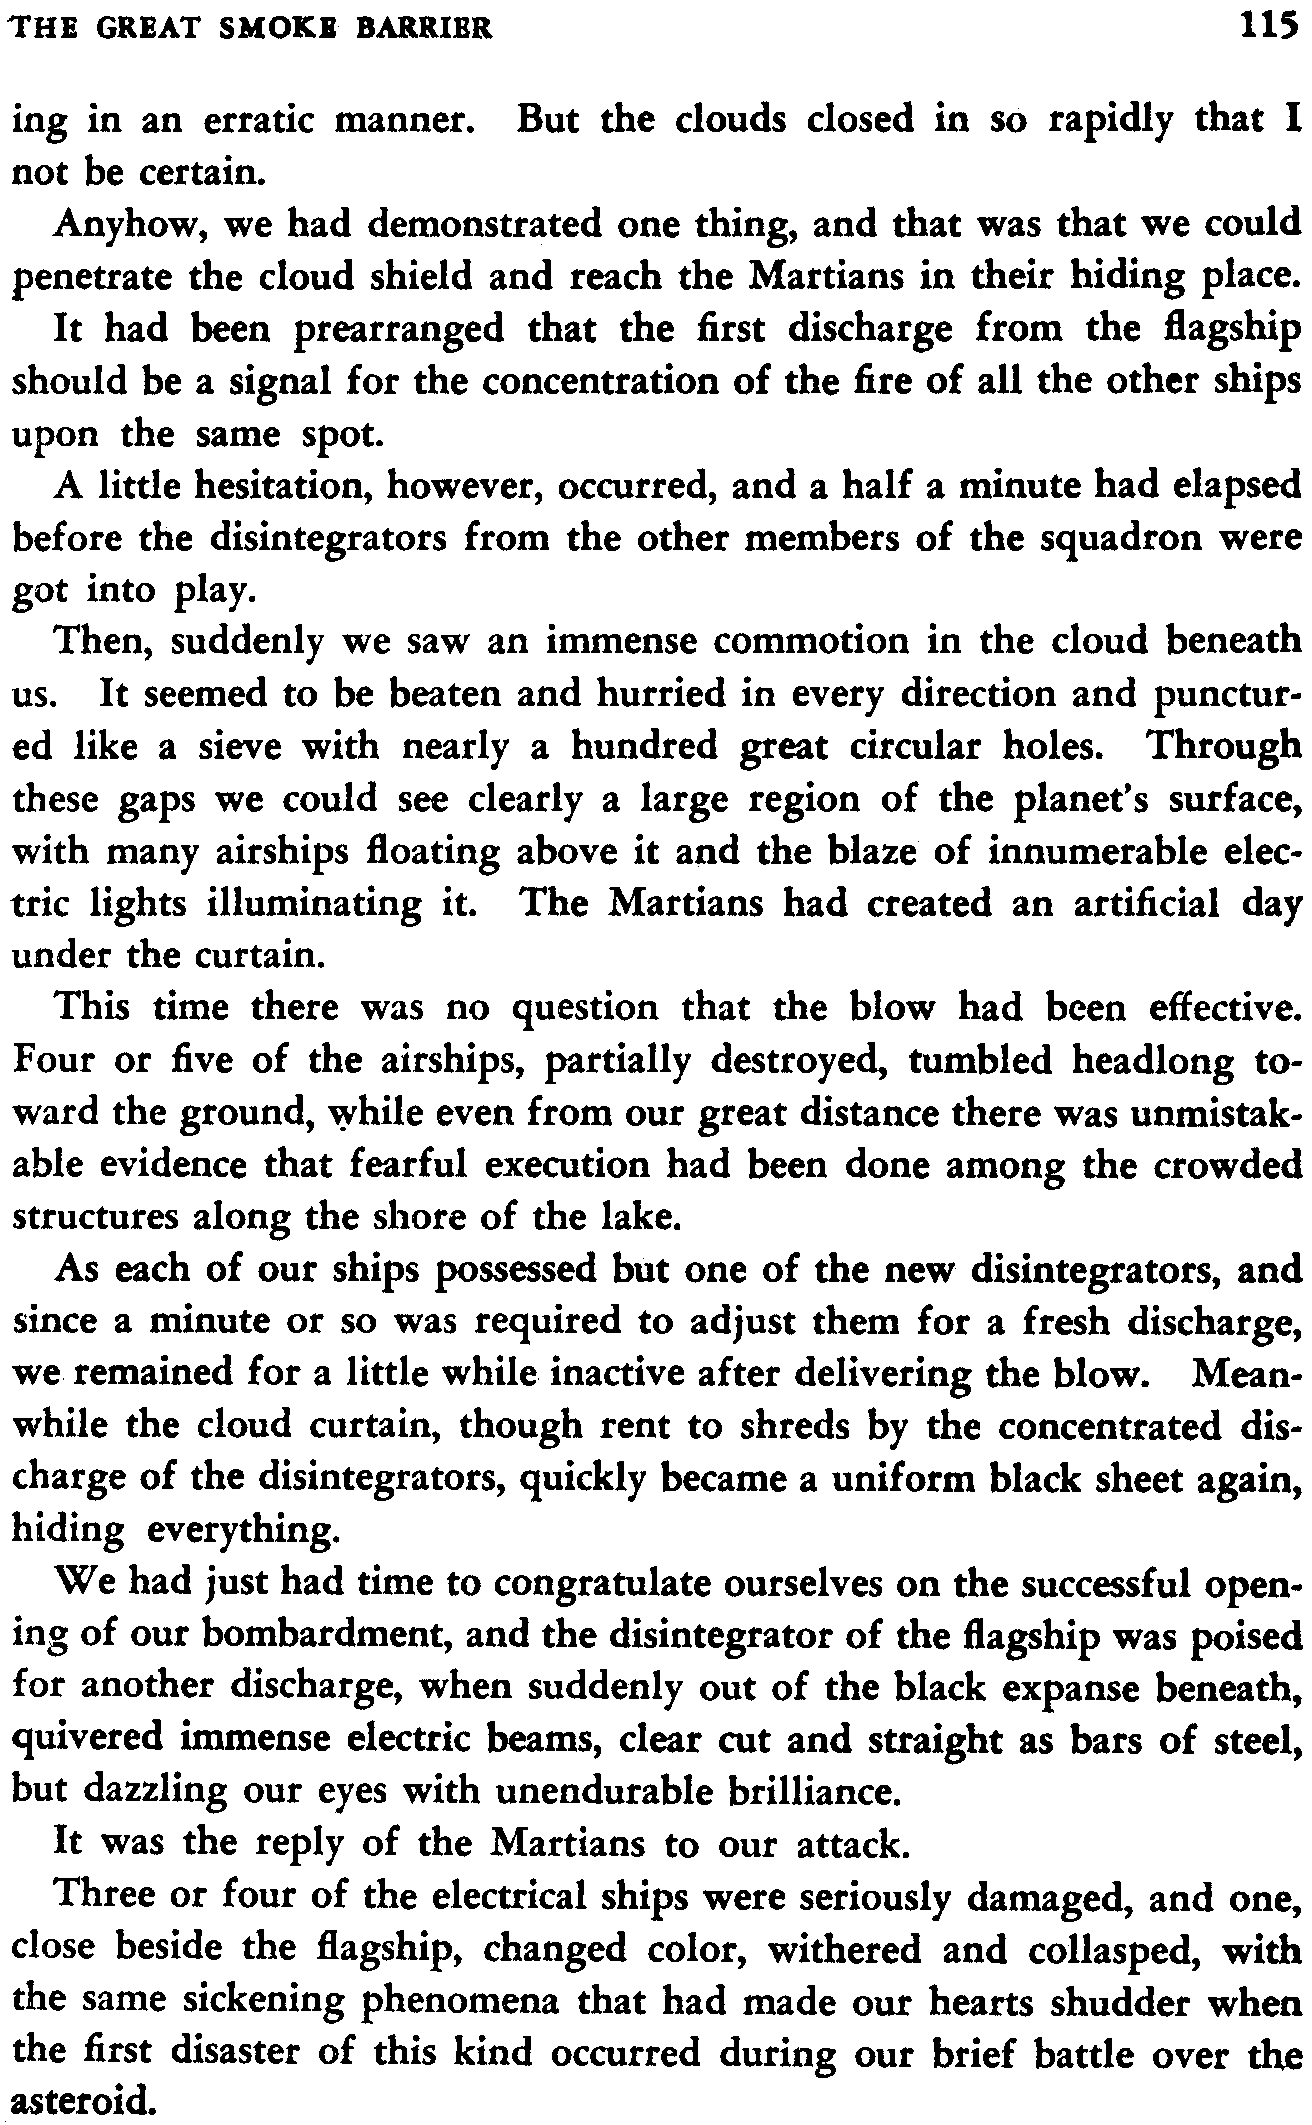 THE GREAT SMOKE BARRIER 115
ing in an erratic manner. But the clouds closed in so rapidly that I
not be certain.
Anyhow, we had demonstrated one thing, and that was that we could
penetrate the cloud shield and reach the Martians in their hiding place.
It had been prearranged that the first discharge from the flagship
should be a signal for the concentration of the fire of all the other ships
upon the same spot.
A little hesitation, however, occurred, and a half a minute had elapsed
before the disintegrators from the other members of the squadron were
got into play.
Then, suddenly we saw an immense commotion in the cloud beneath
us. It seemed to be beaten and hurried in every direction and punctur-
ed like a sieve with nearly a hundred great circular holes. Through
these gaps we could see clearly a large region of the planet's surface,
with many airships floating above it and the blaze of innumerable elec-
tric lights illuminating it. The Martians had created an artificial day
under the curtain.
This time there was no question that the blow had been effective.
Four or five of the airships, partially destroyed, tumbled headlong to-
ward the ground, while even from our great distance there was unmistak-
able evidence that fearful execution had been done among the crowded
structures along the shore of the lake.
As each of our ships possessed but one of the new disintegrators, and
since a minute or so was required to adjust them for a fresh discharge,
we remained for a little while inactive after delivering the blow. Mean-
while the cloud curtain, though rent to shreds by the concentrated dis-
charge of the disintegrators, quickly became a uniform black sheet again,
hiding everything.
We had just had time to congratulate ourselves on the successful open-
ing of our bombardment, and the disintegrator of the flagship was poised
for another discharge, when suddenly out of the black expanse beneath,
quivered immense electric beams, clear cut and straight as bars of steel,
but dazzling our eyes with unendurable brilliance.
It was the reply of the Martians to our attack.
Three or four of the electrical ships were seriously damaged, and one,
close beside the flagship, changed color, withered and collasped, with
the same sickening phenomena that had made our hearts shudder when
the first disaster of this kind occurred during our brief battle over the
asteroid.